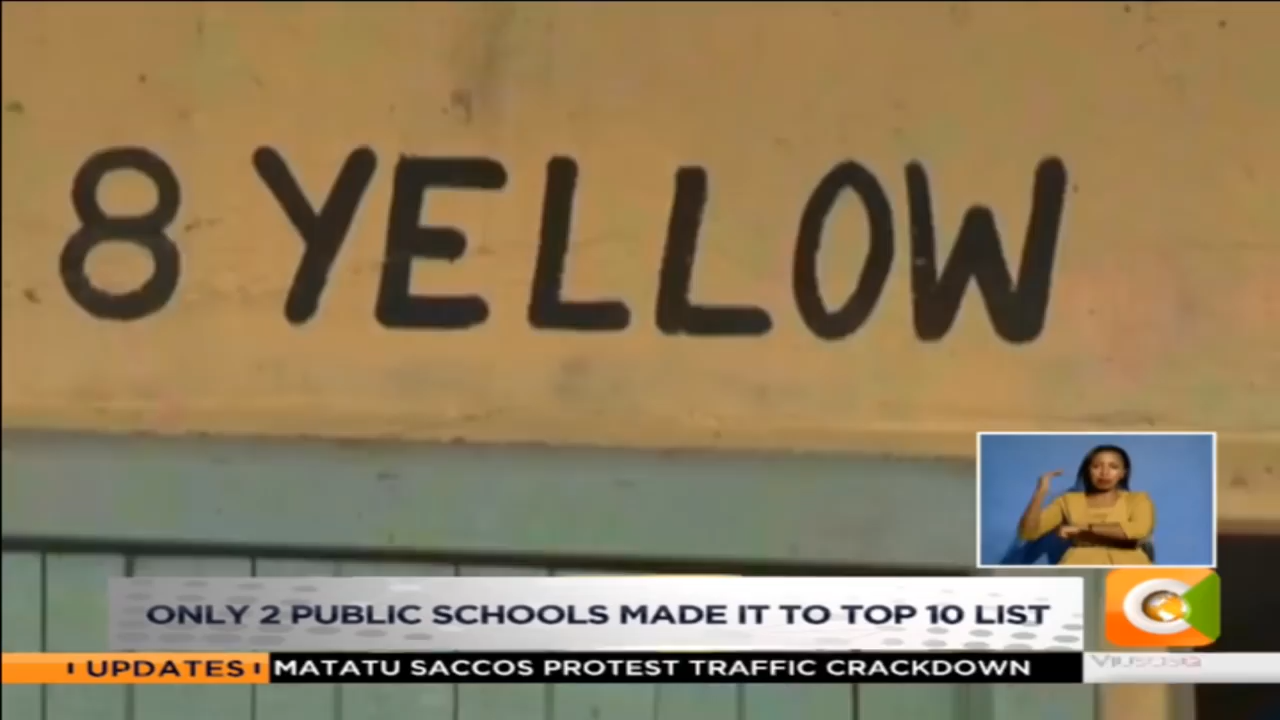 8 YELLOW
ONLY 2 PUBLIC SCHOOLS MADE IT TO TOP 10 LIST
UPDATES MATATU SACCOS PROTEST TRAFFIC CRACKDOWN